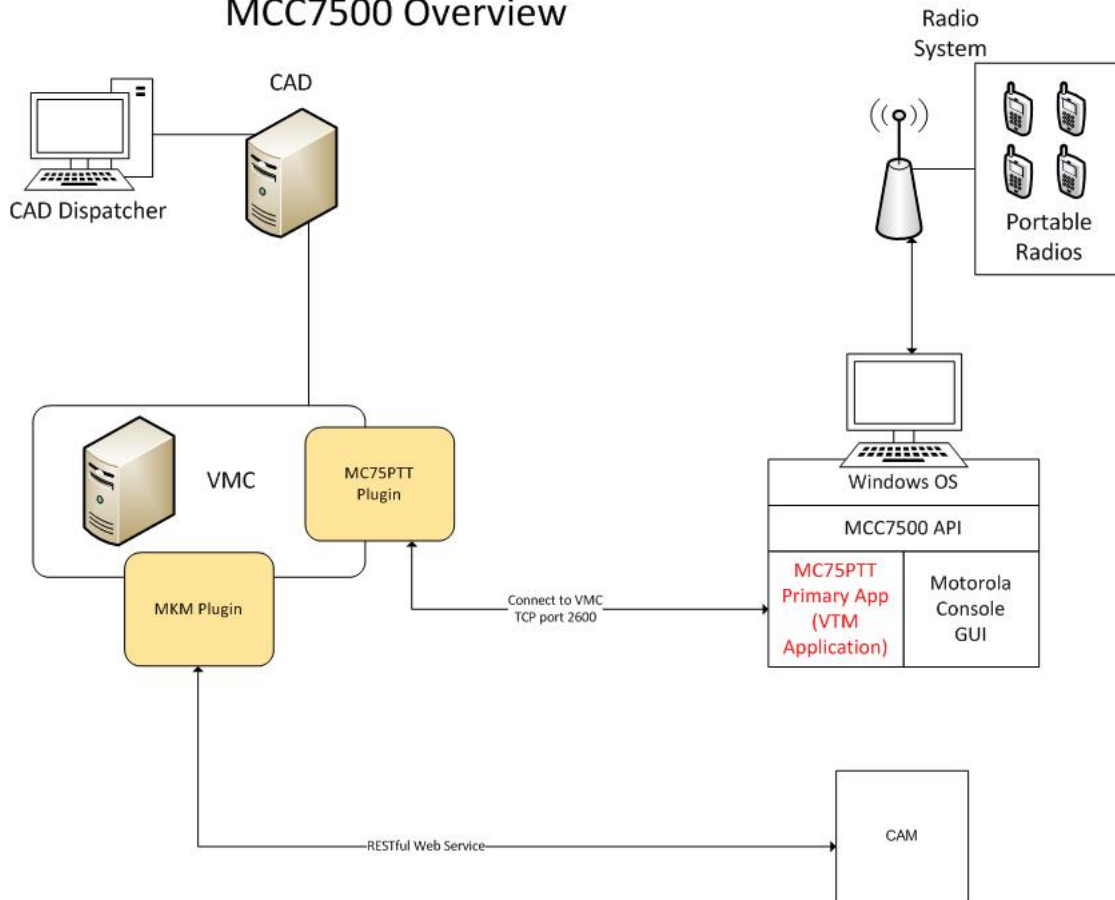 MCC7500 Overview
Radio
System
CAD
CAD Dispatcher
Portable
Radios
VMC
MC75PTT
Plugin
MKM Plugin
Connect to VMC
TCP port 2600
Windows OS
MCC7500 API
MC75PTT
Primary App
(VTM
Application)
Motorola
Console
GUI
RESTful Web Service
CAM